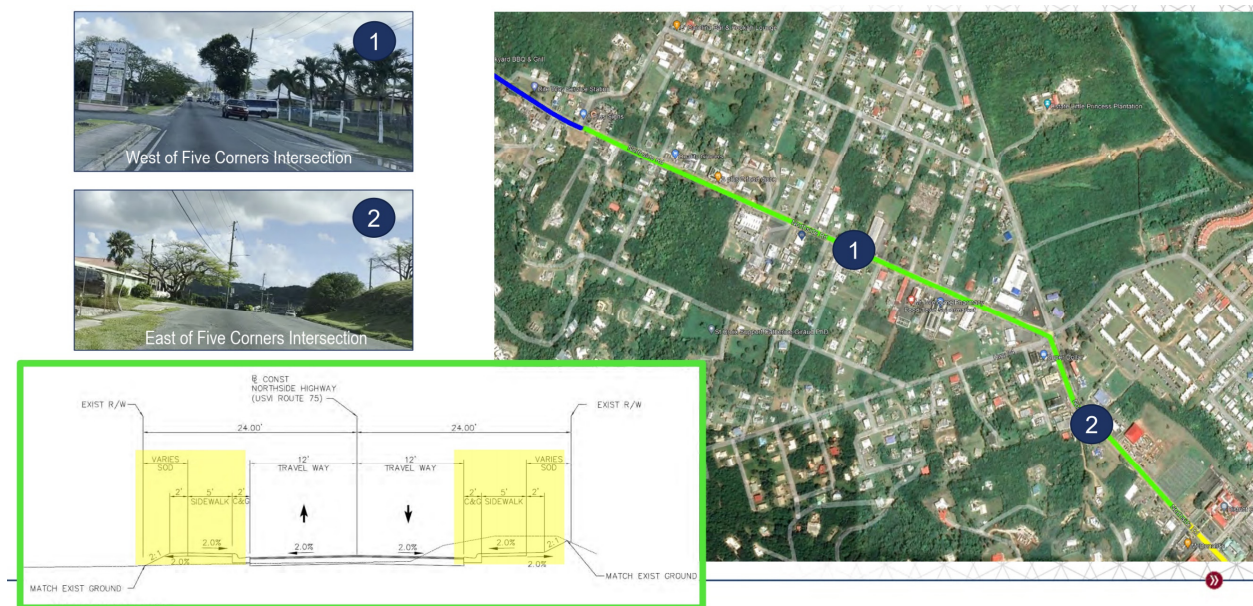 1
West of Five Corners Intersection
2
East of Five Corners Intersection
1
2
CONST
NORTHSIDE HIGHWAY
(USVI ROUTE 75)
EXIST R/W
EXIST R/W
24.00'
24.00'
VARIES
SOD
12'
TRAVEL WAY
12'
TRAVEL WAY
VARIES
SOD
2'
5'
2'
2'
5'
2'
SIDEWALK
C&G
C&G
SIDEWALK
2.0%
2.0%
2.0%
2.0%
2:1
2.0%
2:1
2.0%
MATCH EXIST GROUND
MATCH EXIST GROUND